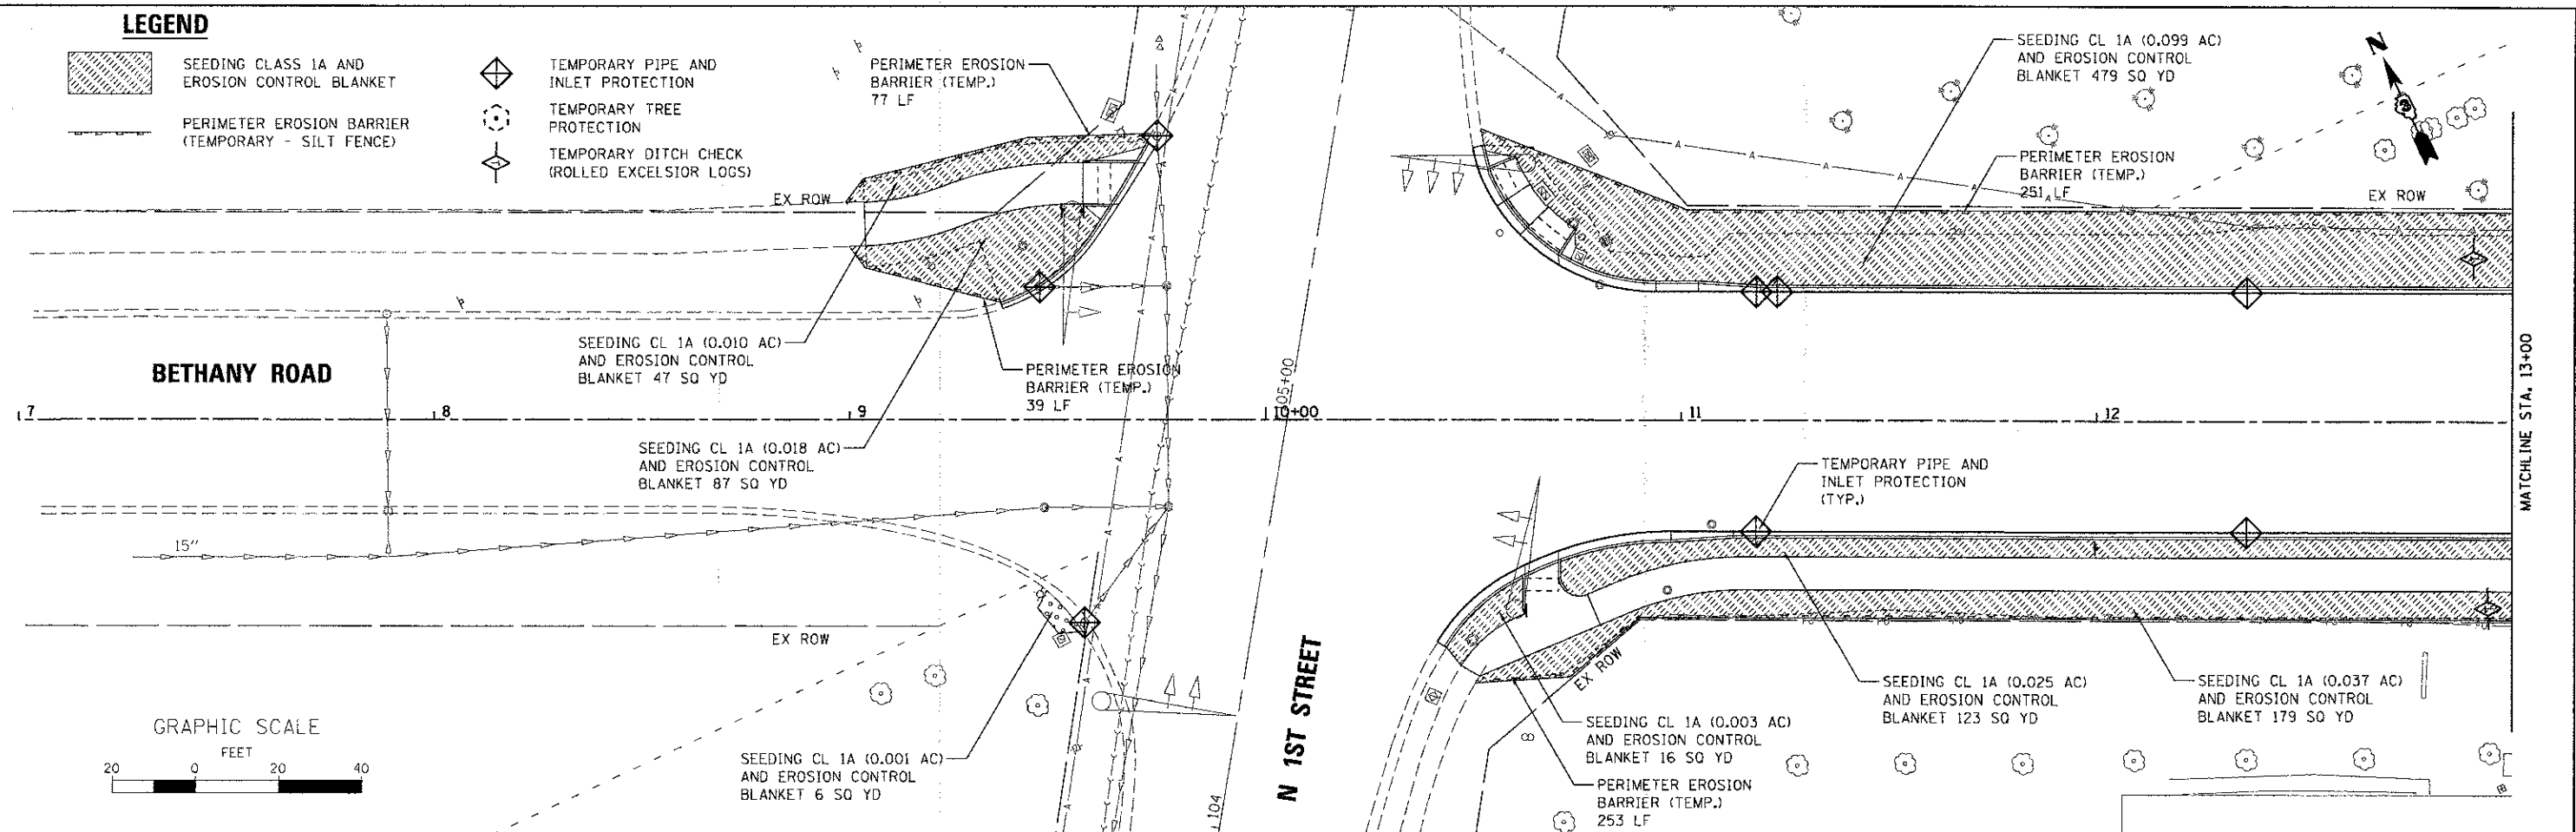 LEGEND
SEEDING CLASS 1A AND
EROSION CONTROL BLANKET
PERIMETER EROSION BARRIER
(TEMPORARY - SILT FENCE)
TEMPORARY PIPE AND
INLET PROTECTION
TEMPORARY TREE
PROTECTION
TEMPORARY DITCH CHECK
(ROLLED EXCELSIOR LOGS)
PERIMETER EROSION
BARRIER (TEMP.)
77 LF
SEEDING CL 1A (0.099 AC)
AND EROSION CONTROL
BLANKET 479 SQ YD
N
PERIMETER EROSION
BARRIER (TEMP.)
251 LF
EX ROW
EX ROW
SEEDING CL 1A (0.010 AC)
AND EROSION CONTROL
BLANKET 47 SQ YD
PERIMETER EROSION
BARRIER (TEMP.)
39 LF
BETHANY ROAD
7
8
9
10+00
11
12
105+00
MATCHLINE STA. 13+00
SEEDING CL 1A (0.018 AC)
AND EROSION CONTROL
BLANKET 87 SQ YD
TEMPORARY PIPE AND
INLET PROTECTION
(TYP.)
15"
EX ROW
EX ROW
N 1ST STREET
104
SEEDING CL 1A (0.025 AC)
AND EROSION CONTROL
BLANKET 123 SQ YD
SEEDING CL 1A (0.037 AC)
AND EROSION CONTROL
BLANKET 179 SQ YD
SEEDING CL 1A (0.003 AC)
AND EROSION CONTROL
BLANKET 16 SQ YD
PERIMETER EROSION
BARRIER (TEMP.)
253 LF
SEEDING CL 1A (0.001 AC)
AND EROSION CONTROL
BLANKET 6 SQ YD
GRAPHIC SCALE
FEET
20 0 20 40